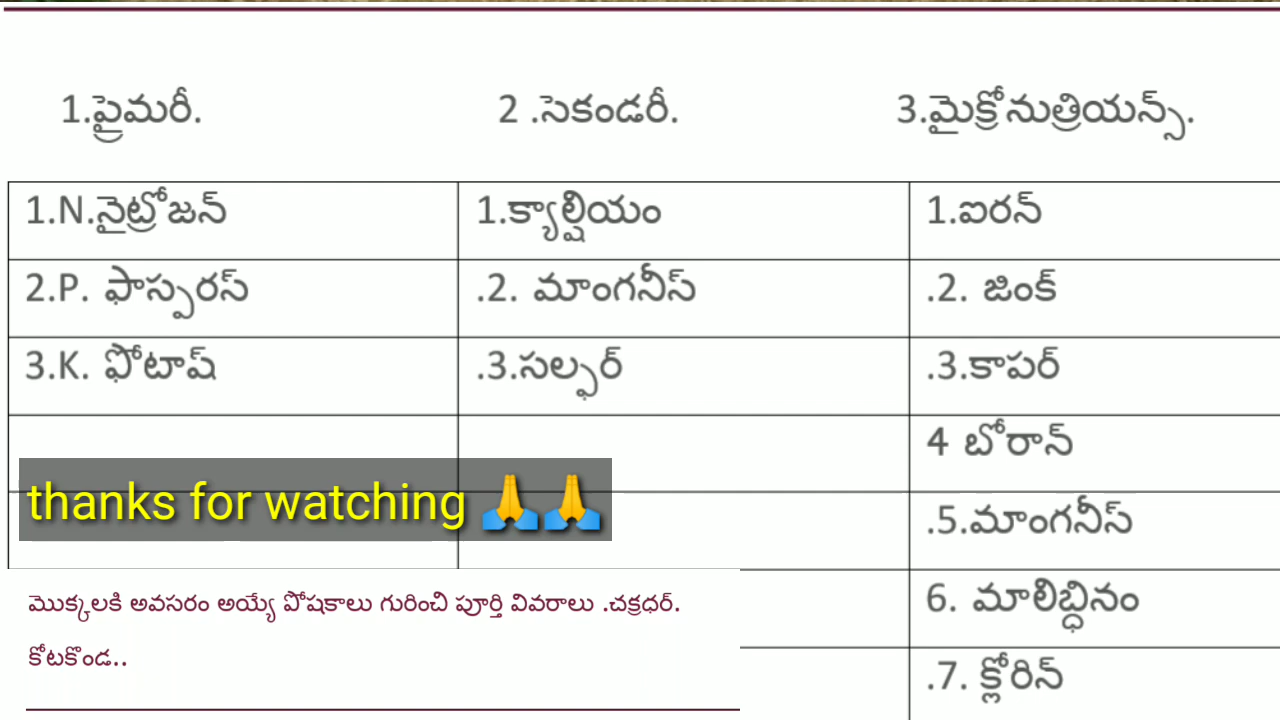 1.ప్రైమరీ. 2 .సెకండరీ. 3.మైక్రోనుత్రియన్స్.
1.N.నైట్రోజన్ 1.క్యాల్షియం 1.ఐరన్
2.P. ఫాస్పరస్ .2. మాంగనీస్ .2. జింక్
3.K. ఫోటాష్ .3.సల్ఫర్ .3.కాపర్
4 బోరాన్
thanks for watching 🙏🙏
.5.మాంగనీస్
మొక్కలకి అవసరం అయ్యే పోషకాలు గురించి పూర్తి వివరాలు .చక్రధర్.
6. మాలిబ్ధినం
కోటకొండ..
.7. క్లోరిన్